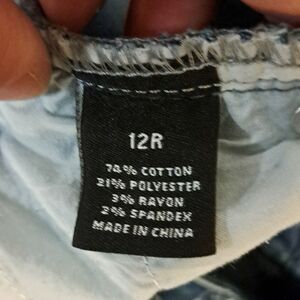 12R
74% COTTON
21% POLYESTER
3% RAYON
2% SPANDEX
MADE IN CHINA